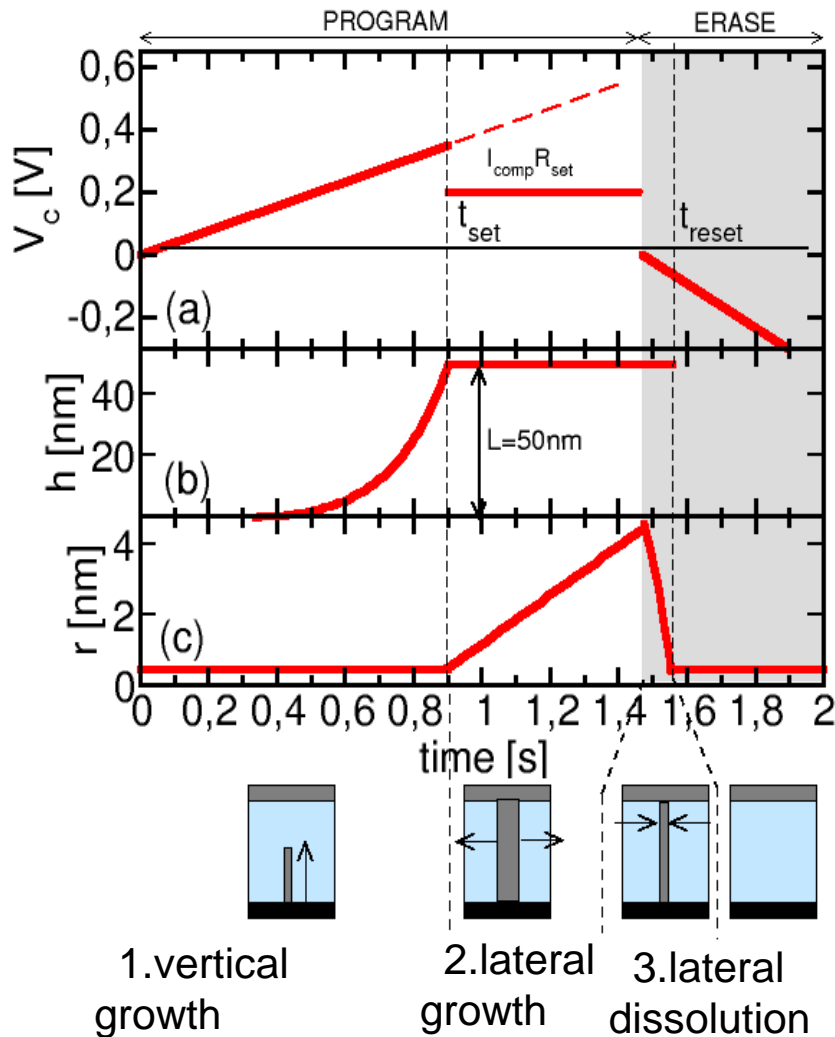 PROGRAM ERASE
0,6
0,4
0,2
0
-0,2
V_c [V]
I_comp R_set
t_set
t_reset
(a)
40
20
h [nm]
L=50nm
(b)
4
2
0
r [nm]
(c)
0 0,2 0,4 0,6 0,8 1 1,2 1,4 1,6 1,8 2
time [s]
1.vertical
growth
2.lateral
growth
3.lateral
dissolution